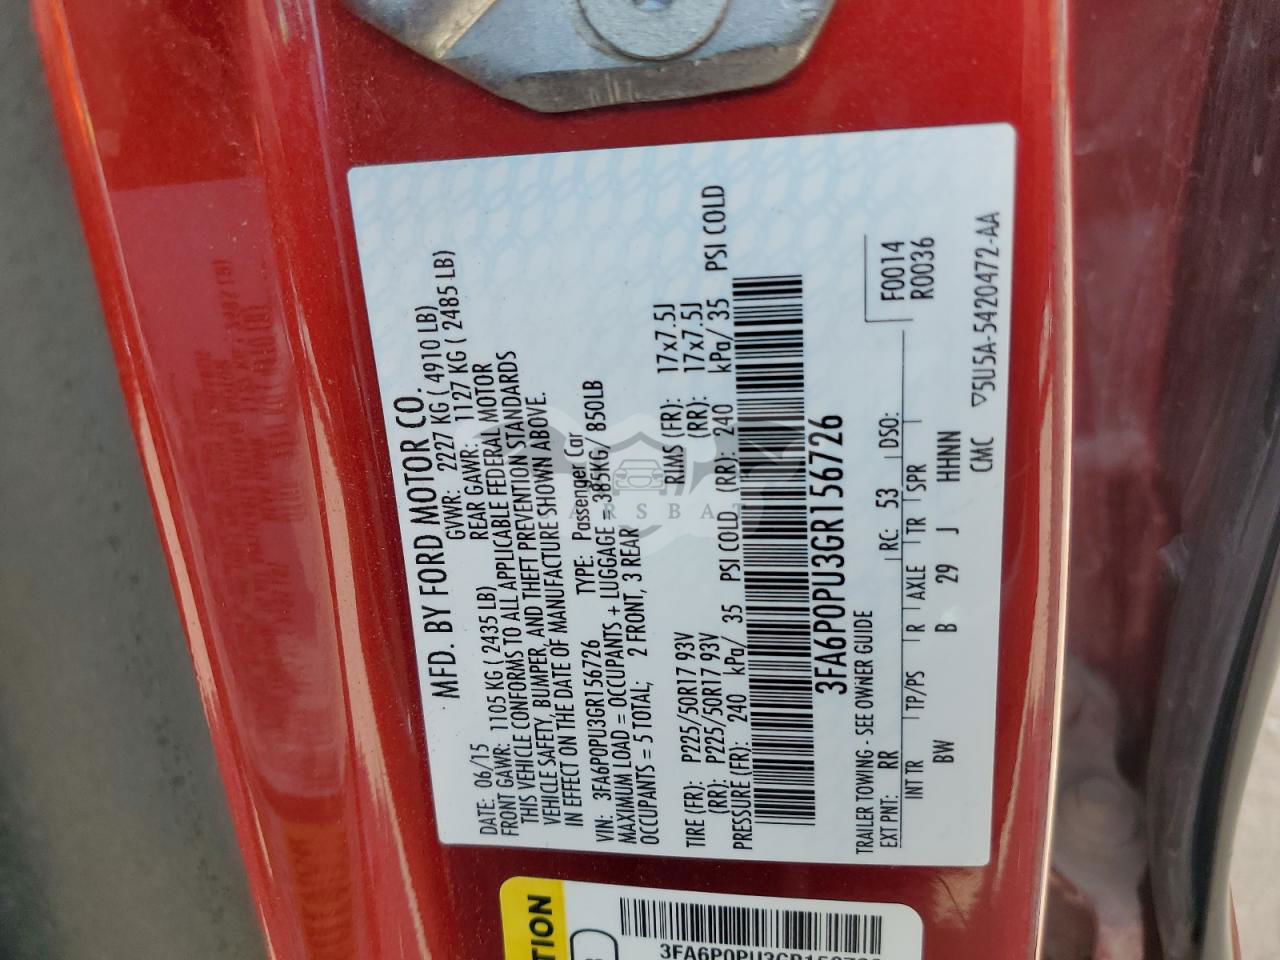 MFD. BY FORD MOTOR CO.
DATE: 06/15 GVWR: 2227 KG ( 4910 LB)
FRONT GAWR: 1105 KG ( 2435 LB) REAR GAWR: 1127 KG ( 2485 LB)
THIS VEHICLE CONFORMS TO ALL APPLICABLE FEDERAL MOTOR
VEHICLE SAFETY, BUMPER, AND THEFT PREVENTION STANDARDS
IN EFFECT ON THE DATE OF MANUFACTURE SHOWN ABOVE.
VIN: 3FA6P0PU3GR156726 TYPE: Passenger Car
MAXIMUM LOAD = OCCUPANTS + LUGGAGE = 385KG/ 850LB
OCCUPANTS = 5 TOTAL; 2 FRONT, 3 REAR
TIRE (FR): P225/50R17 93V RIMS (FR): 17x7.5J
(RR): P225/50R17 93V (RR): 17x7.5J
PRESSURE (FR): 240 kPa/ 35 PSI COLD (RR): 240 kPa/ 35 PSI COLD
3FA6P0PU3GR156726
TRAILER TOWING - SEE OWNER GUIDE
EXT PNT: RR RC: 53 DSO: F0014
R0036
INT TR TP/PS R AXLE TR SPR
BW B 29 J HHNN
CMC ▽5U5A-5420472-AA
ARSBAT